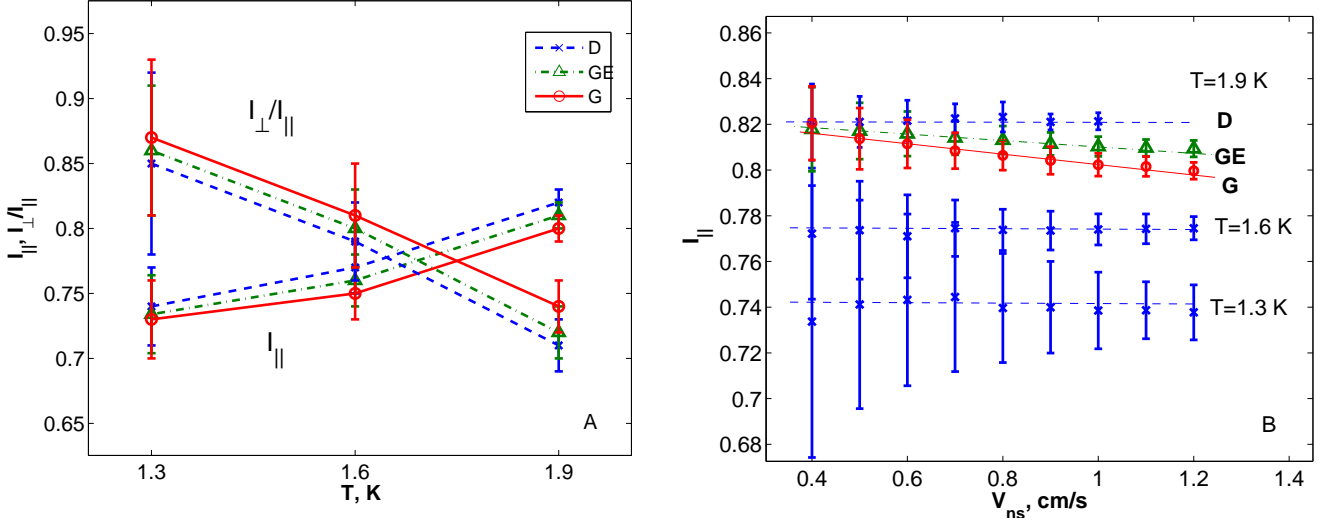 0.95
0.9
0.85
0.8
0.75
0.7
0.65
I||, I⊥/I||
I⊥/I||
I||
D
GE
G
A
1.3
1.6
1.9
T, K
0.86
0.84
0.82
0.8
0.78
0.76
0.74
0.72
0.7
0.68
I||
T=1.9 K
D
GE
G
T=1.6 K
T=1.3 K
B
0.4
0.6
0.8
1
1.2
1.4
Vns, cm/s